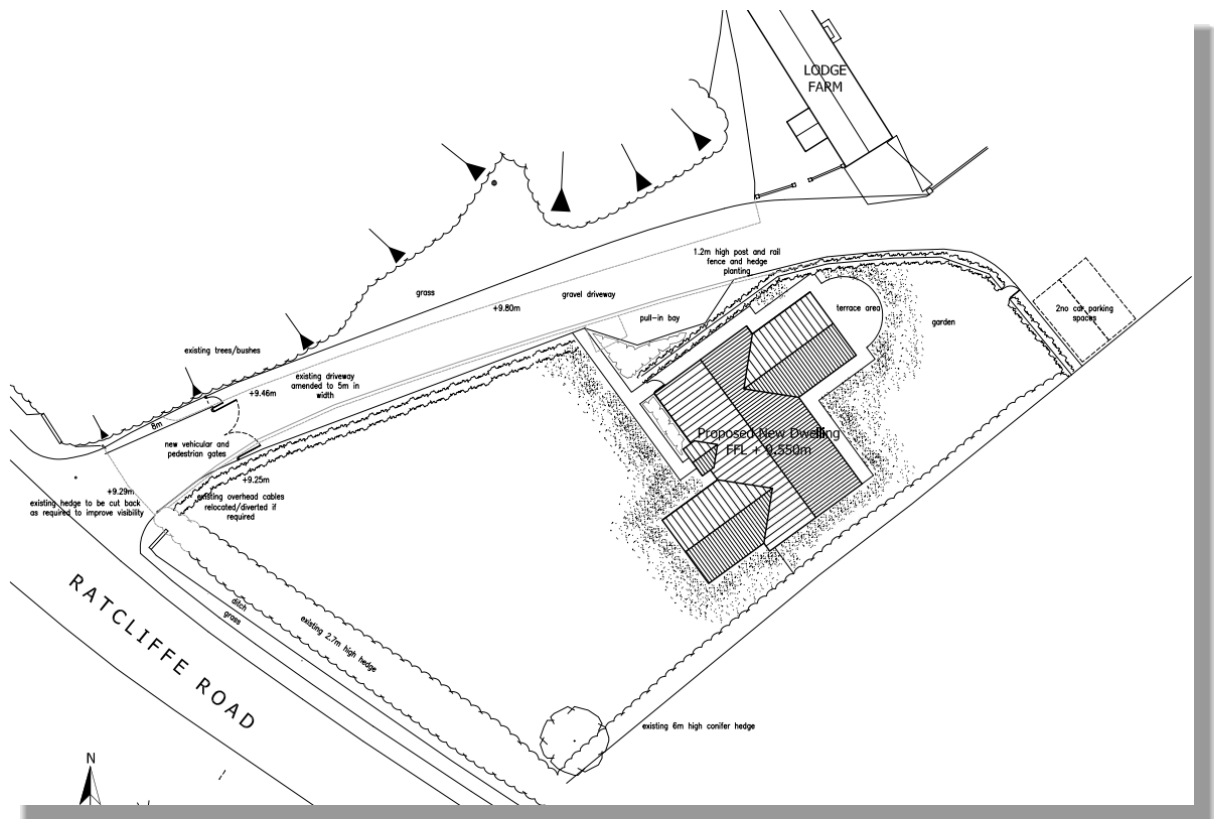 LODGE
FARM
1.2m high post and rail
fence and hedge
planting
grass
gravel driveway
+9.80m
pull-in bay
terrace area
garden
2no car parking
spaces
existing trees/bushes
existing driveway
amended to 5m in
width
+9.46m
8m
new vehicular and
pedestrian gates
Proposed New Dwelling
FFL + 9.550m
+9.25m
+9.29m
existing hedge to be cut back
as required to improve visibility
existing overhead cables
relocated/diverted if
required
ditch
grass
existing 2.7m high hedge
RATCLIFFE ROAD
existing 6m high conifer hedge
N